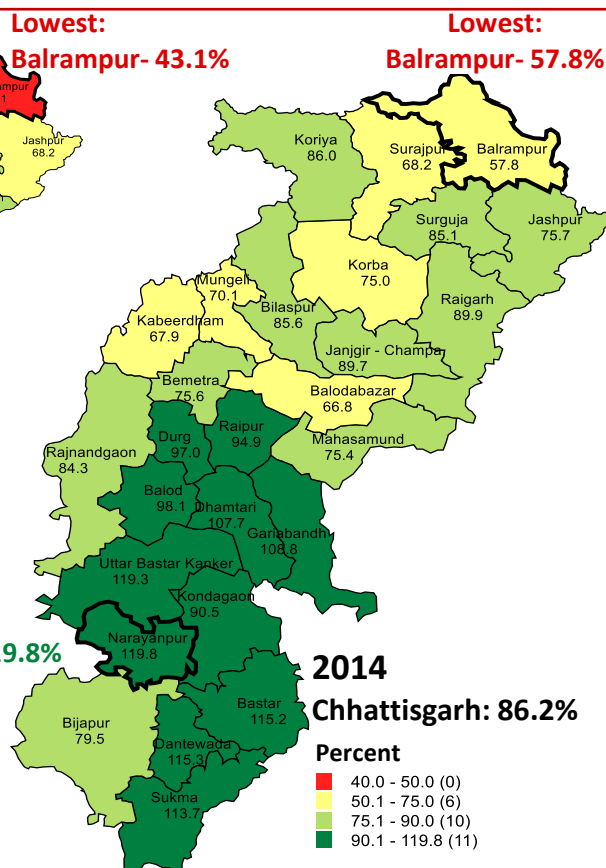 Lowest:
Balrampur- 43.1%
Lowest:
Balrampur- 57.8%
Jashpur
68.2
Koriya
86.0
Surajpur
68.2
Balrampur
57.8
Surguja
85.1
Jashpur
75.7
Korba
75.0
Mungeli
70.1
Raigarh
89.9
Bilaspur
85.6
Kabeerdham
67.9
Janjgir - Champa
89.7
Bemetra
75.6
Balodabazar
66.8
Raipur
94.9
Durg
97.0
Mahasamund
75.4
Rajnandgaon
84.3
Balod
98.1
Dhamtari
107.7
Gariabandh
108.8
Uttar Bastar Kanker
119.3
Kondagaon
90.5
Narayanpur
119.8
9.8%
2014
Chhattisgarh: 86.2%
Bastar
115.2
Bijapur
79.5
Dantewada
115.3
Sukma
113.7
Percent
40.0 - 50.0 (0)
50.1 - 75.0 (6)
75.1 - 90.0 (10)
90.1 - 119.8 (11)